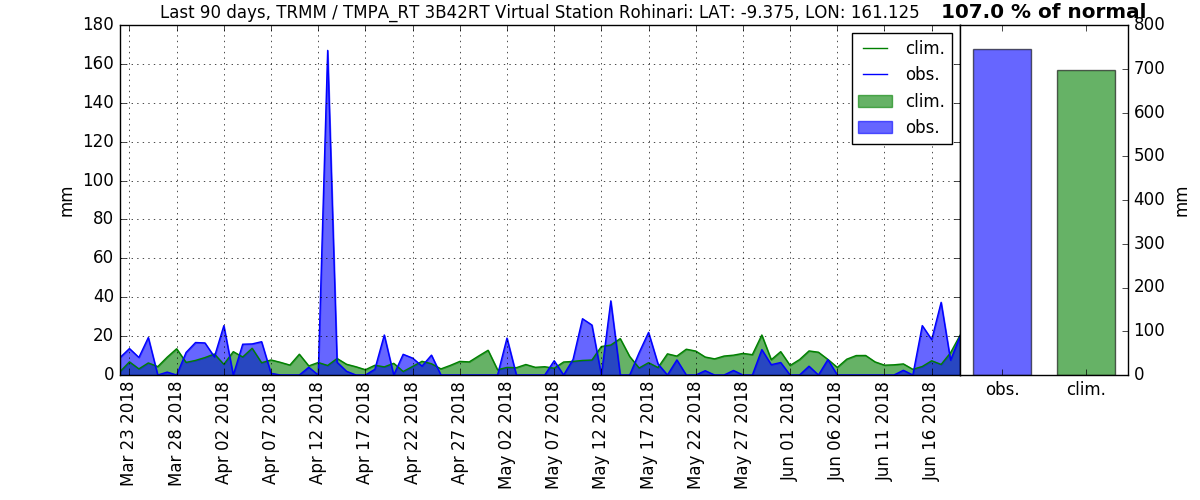 Last 90 days, TRMM / TMPA_RT 3B42RT Virtual Station Rohinari: LAT: -9.375, LON: 161.125
107.0 % of normal
180
160
140
120
100
80
60
40
20
0
mm
clim.
obs.
clim.
obs.
Mar 23 2018
Mar 28 2018
Apr 02 2018
Apr 07 2018
Apr 12 2018
Apr 17 2018
Apr 22 2018
Apr 27 2018
May 02 2018
May 07 2018
May 12 2018
May 17 2018
May 22 2018
May 27 2018
Jun 01 2018
Jun 06 2018
Jun 11 2018
Jun 16 2018
800
700
600
500
400
300
200
100
0
mm
obs.
clim.